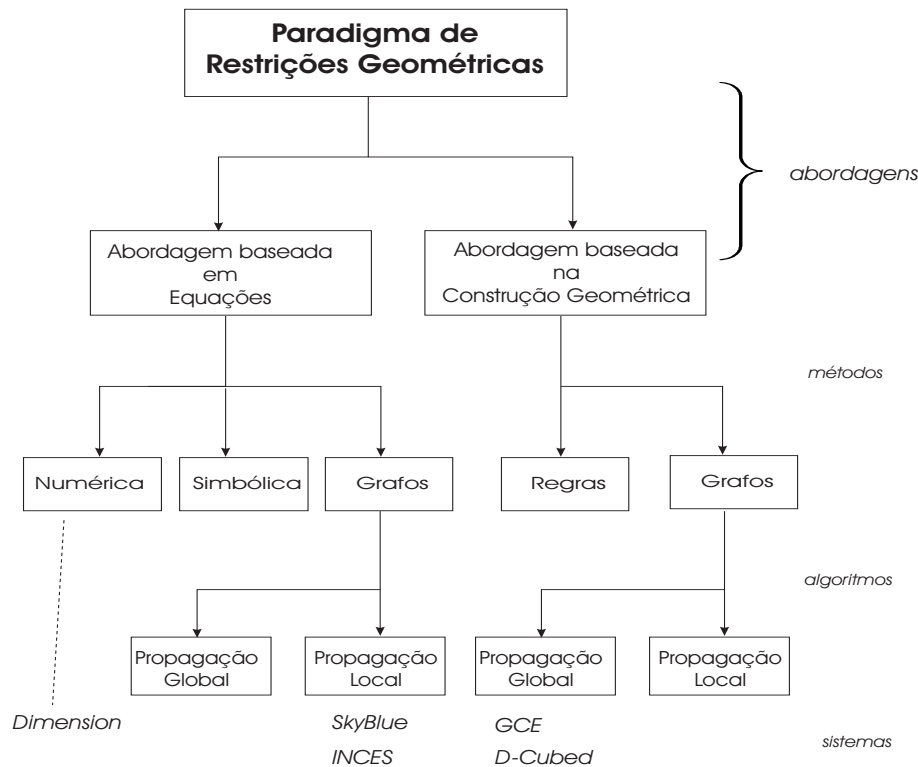 Paradigma de
Restrições Geométricas
abordagens
Abordagem baseada
em
Equações
Abordagem baseada
na
Construção Geométrica
métodos
Numérica
Simbólica
Grafos
Regras
Grafos
algoritmos
Propagação
Global
Propagação
Local
Propagação
Global
Propagação
Local
Dimension
SkyBlue
INCES
GCE
D-Cubed
sistemas